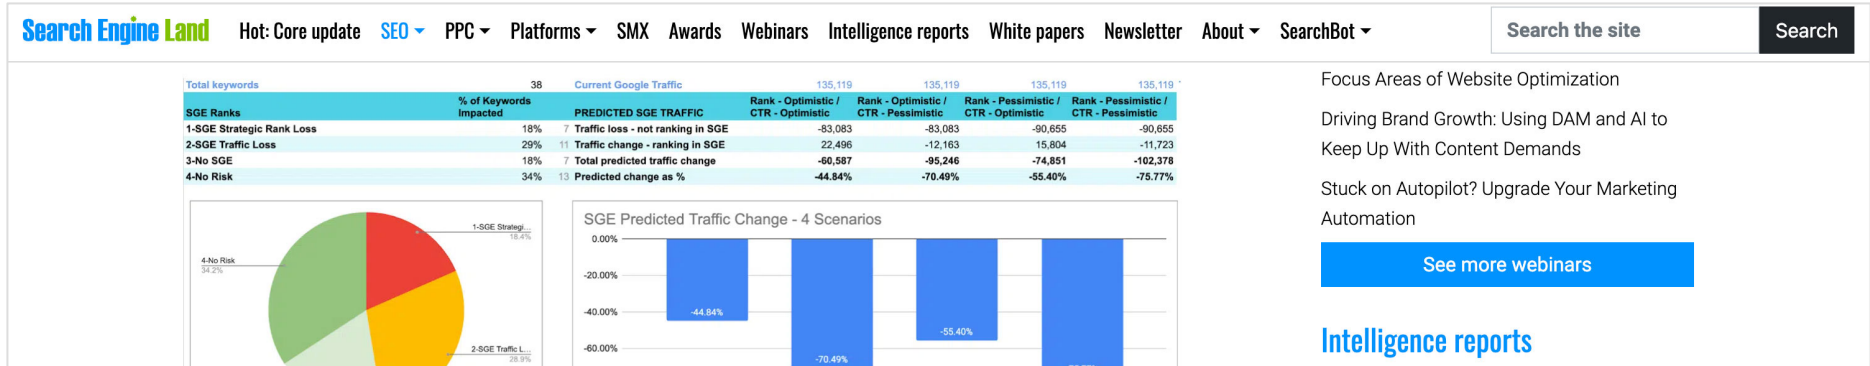 Search Engine Land Hot: Core update SEO PPC Platforms SMX Awards Webinars Intelligence reports White papers Newsletter About SearchBot Search the site Search
Total keywords 38 Current Google Traffic 135,119 135,119 135,119 135,119
SGE Ranks % of Keywords Impacted PREDICTED SGE TRAFFIC Rank - Optimistic / CTR - Optimistic Rank - Optimistic / CTR - Pessimistic Rank - Pessimistic / CTR - Optimistic Rank - Pessimistic / CTR - Pessimistic
1-SGE Strategic Rank Loss 18% 7 Traffic loss - not ranking in SGE -83,083 -83,083 -90,655 -90,655
2-SGE Traffic Loss 29% 11 Traffic change - ranking in SGE 22,496 -12,163 15,804 -11,723
3-No SGE 18% 7 Total predicted traffic change -60,587 -95,246 -74,851 -102,378
4-No Risk 34% 13 Predicted change as % -44.84% -70.49% -55.40% -75.77%
1-SGE Strategi...
18.4%
4-No Risk
34.2%
2-SGE Traffic L...
28.9%
SGE Predicted Traffic Change - 4 Scenarios
0.00%
-20.00%
-40.00%
-60.00%
-44.84%
-70.49%
-55.40%
Focus Areas of Website Optimization
Driving Brand Growth: Using DAM and AI to
Keep Up With Content Demands
Stuck on Autopilot? Upgrade Your Marketing
Automation
See more webinars
Intelligence reports